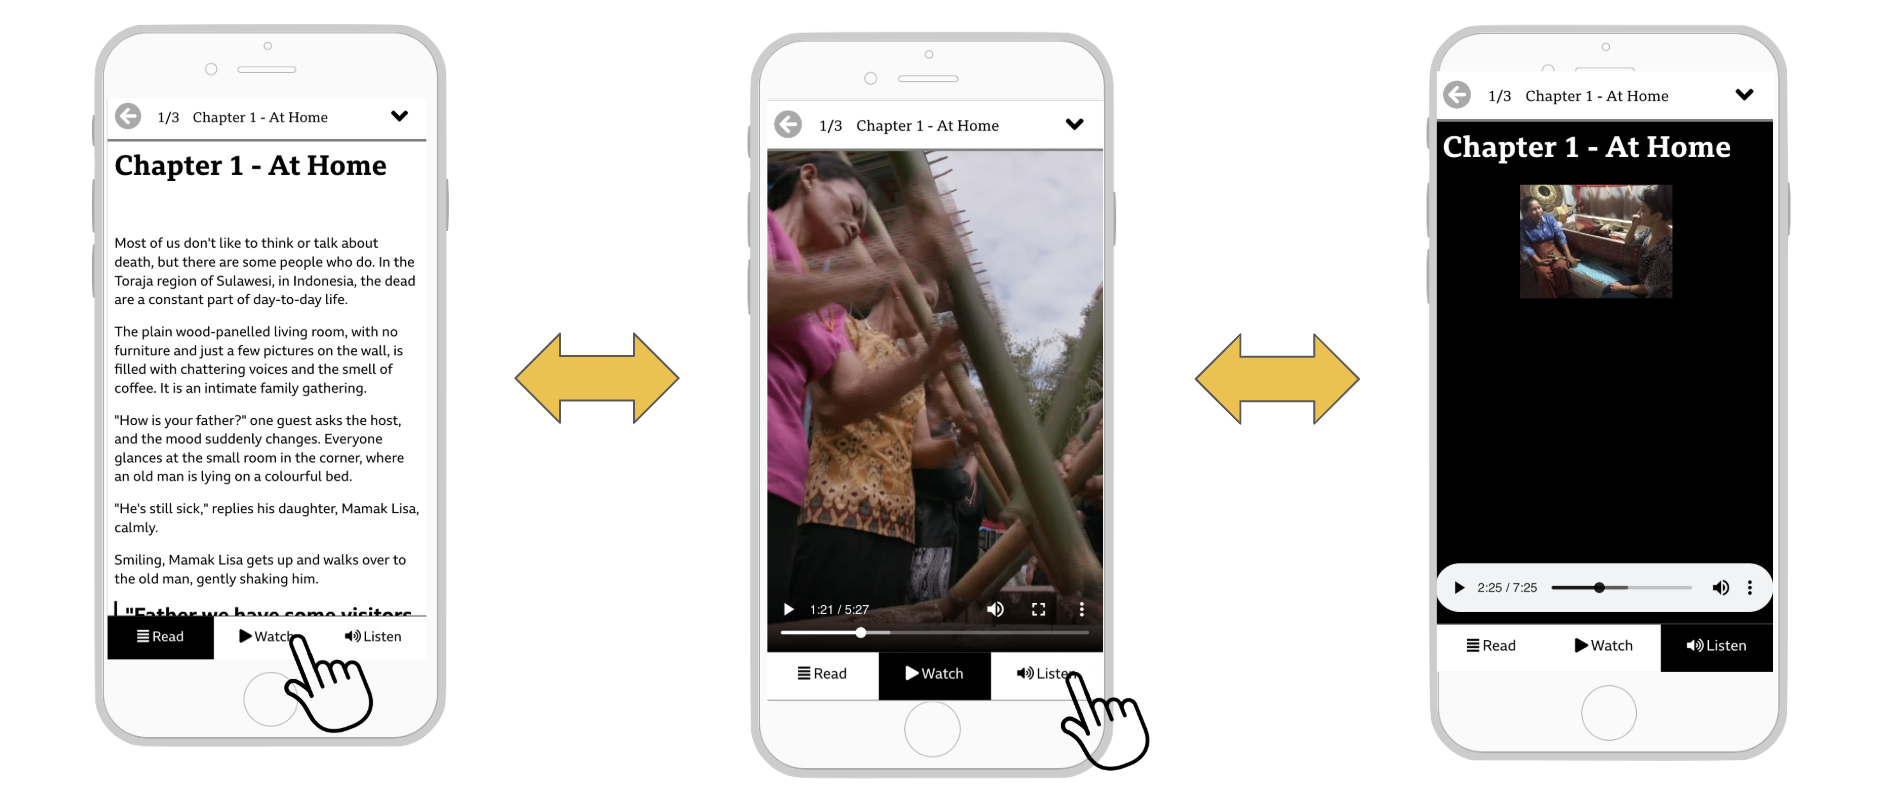 1/3 Chapter 1 - At Home
Chapter 1 - At Home
Most of us don't like to think or talk about
death, but there are some people who do. In the
Toraja region of Sulawesi, in Indonesia, the dead
are a constant part of day-to-day life.
The plain wood-panelled living room, with no
furniture and just a few pictures on the wall, is
filled with chattering voices and the smell of
coffee. It is an intimate family gathering.
"How is your father?" one guest asks the host,
and the mood suddenly changes. Everyone
glances at the small room in the corner, where
an old man is lying on a colourful bed.
"He's still sick," replies his daughter, Mamak Lisa,
calmly.
Smiling, Mamak Lisa gets up and walks over to
the old man, gently shaking him.
"Father we have some visitors
Read Watch Listen
1/3 Chapter 1 - At Home
1:21 / 5:27
Read Watch Listen
1/3 Chapter 1 - At Home
Chapter 1 - At Home
2:25 / 7:25
Read Watch Listen